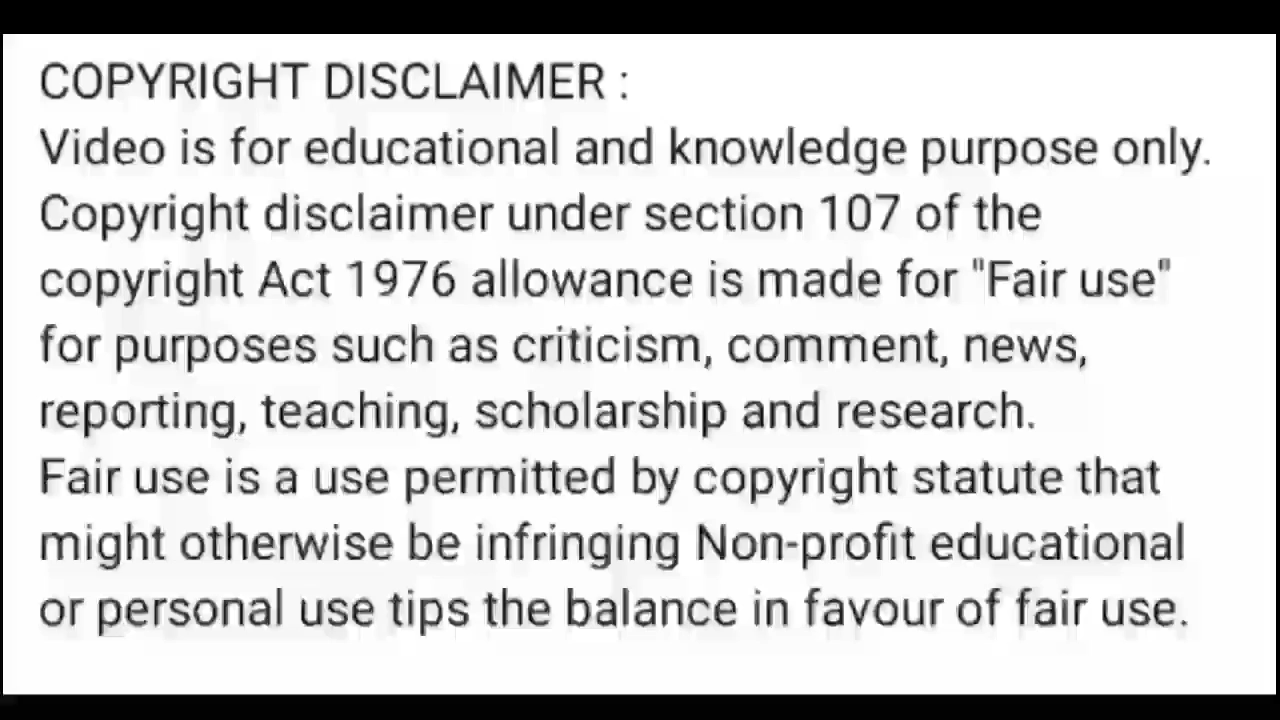 COPYRIGHT DISCLAIMER :
Video is for educational and knowledge purpose only.
Copyright disclaimer under section 107 of the
copyright Act 1976 allowance is made for "Fair use"
for purposes such as criticism, comment, news,
reporting, teaching, scholarship and research.
Fair use is a use permitted by copyright statute that
might otherwise be infringing Non-profit educational
or personal use tips the balance in favour of fair use.